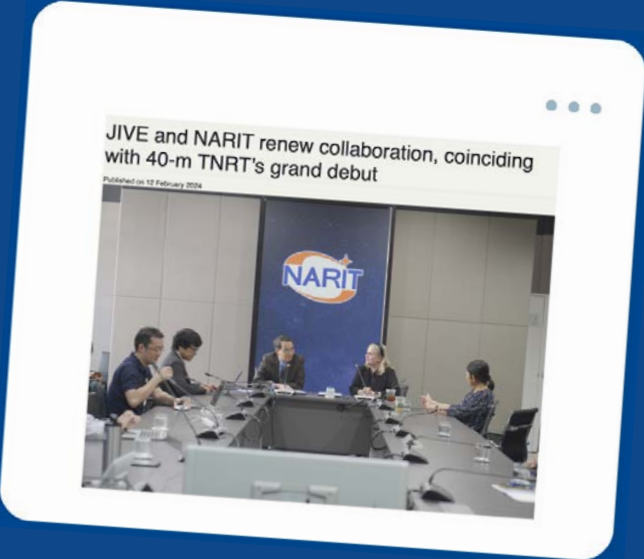 JIVE and NARIT renew collaboration, coinciding
with 40-m TNRT's grand debut
Published on 12 February 2024
NARIT